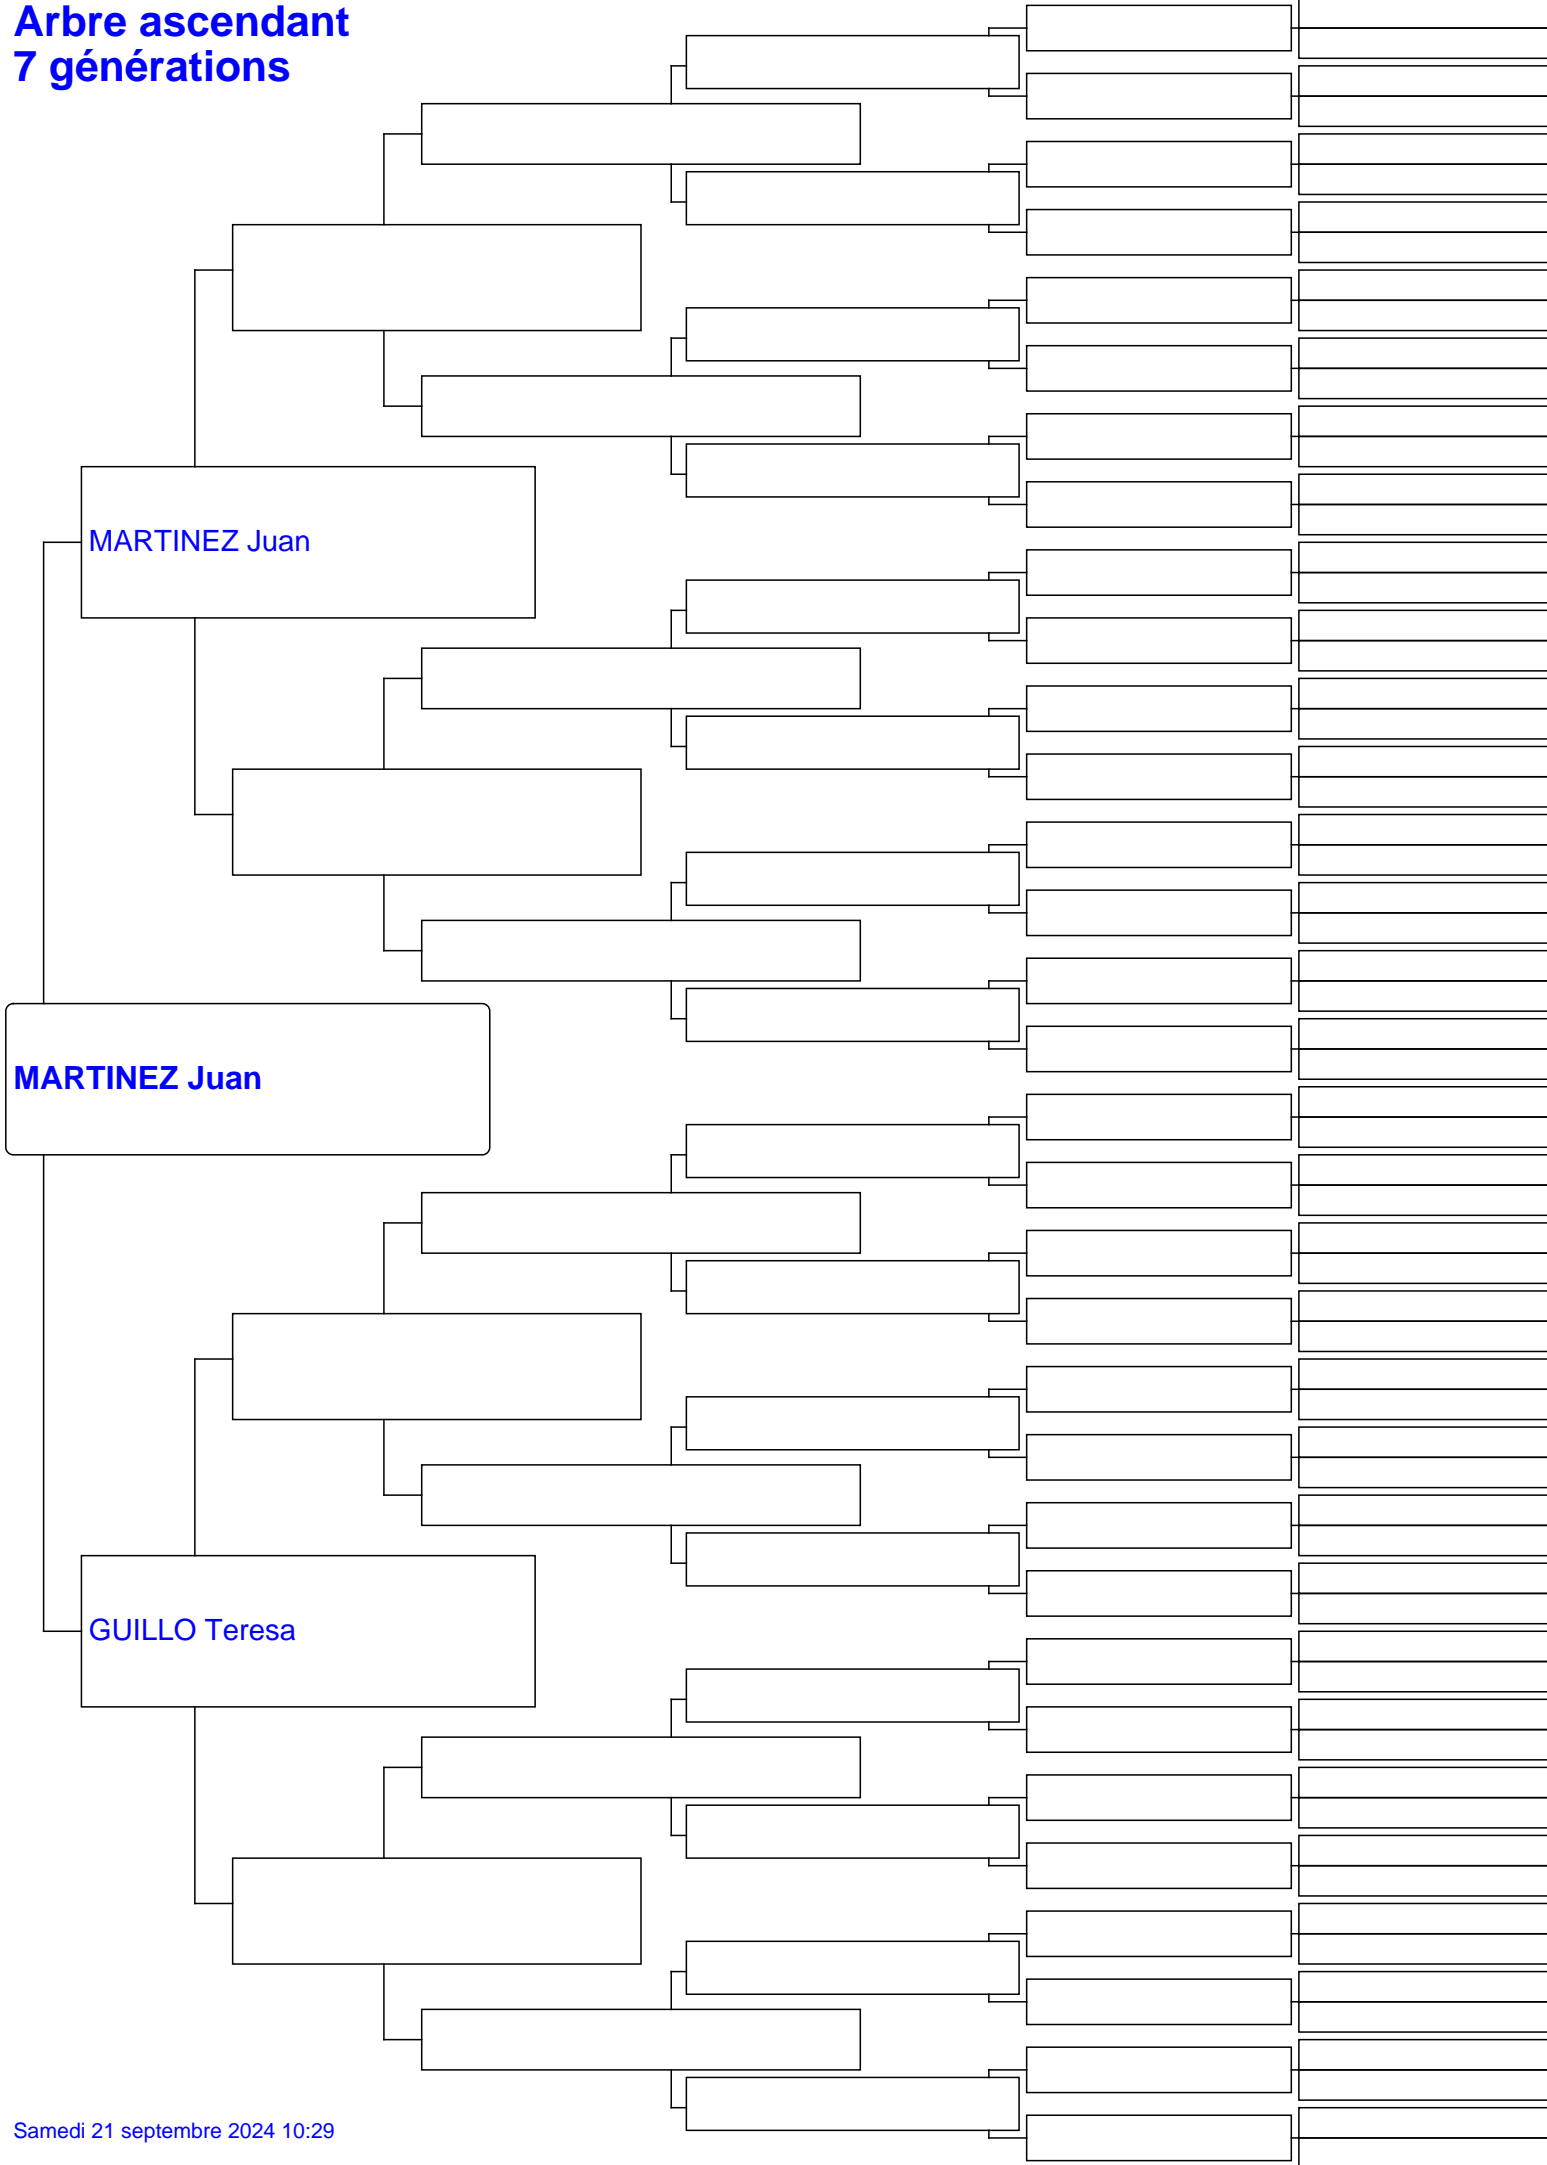 Arbre ascendant
7 générations
MARTINEZ Juan
MARTINEZ Juan
GUILLO Teresa
Samedi 21 septembre 2024 10:29